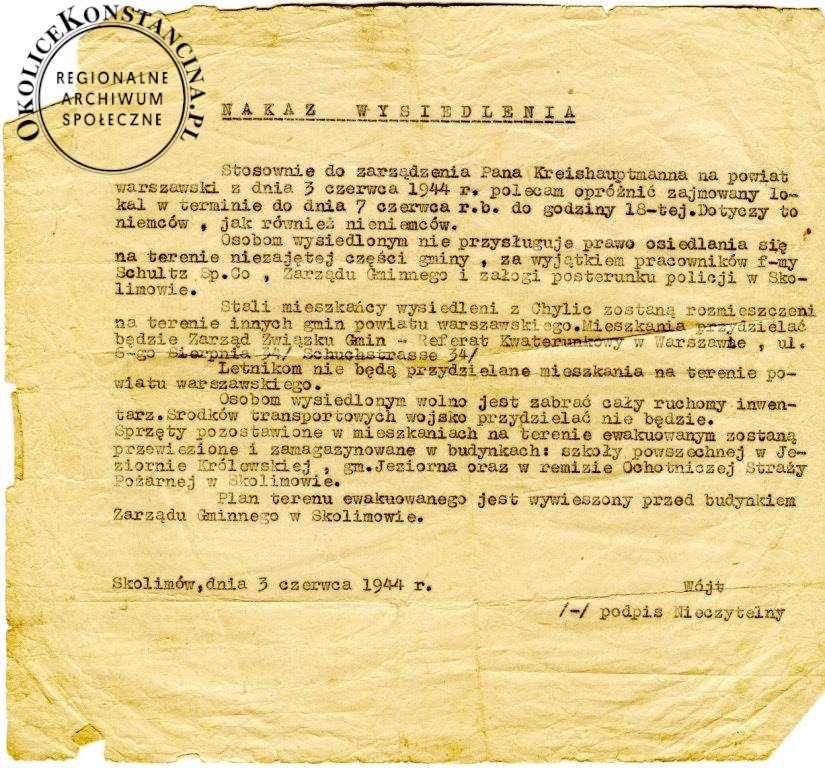 OKOLICEKONSTANCINA.PL
REGIONALNE
ARCHIWUM
SPOŁECZNE
NAKAZ WYSIEDLENIA
Stosownie do zarządzenia Pana Kreishauptmanna na powiat
warszawski z dnia 3 czerwca 1944 r. polecam opróżnić zajmowany lo-
kal w terminie do dnia 7 czerwca r.b. do godziny 18-tej.Dotyczy to
niemców , jak również nieniemców.
Osobom wysiedlonym nie przysługuje prawo osiedlania się
na terenie niezajętej części gminy , za wyjątkiem pracowników f-my
Schultz Sp.Co , Zarządu Gminnego i załogi posterunku policji w Sko-
limowie.
Stali mieszkańcy wysiedleni z Chylic zostaną rozmieszczeni
na terenie innych gmin powiatu warszawskiego.Mieszkania przydzielać
będzie Zarząd Związku Gmin - Referat Kwaterunkowy w Warszawie , ul.
6-go Sierpnia 34/ Schuchstrasse 34/
Letnikom nie będą przydzielane mieszkania na terenie po-
wiatu warszawskiego.
Osobom wysiedlonym wolno jest zabrać cały ruchomy inwen-
tarz.Środków transportowych wojsko przydzielać nie będzie.
Sprzęty pozostawione w mieszkaniach na terenie ewakuowanym zostaną
przewiezione i zamagazynowane w budynkach: szkoły powszechnej w Je-
ziornie Królewskiej , gm.Jeziorna oraz w remizie Ochotniczej Straży
Pożarnej w Skolimowie.
Plan terenu ewakuowanego jest wywieszony przed budynkiem
Zarządu Gminnego w Skolimowie.
Skolimów,dnia 3 czerwca 1944 r.
Wójt
/-/ podpis Nieczytelny